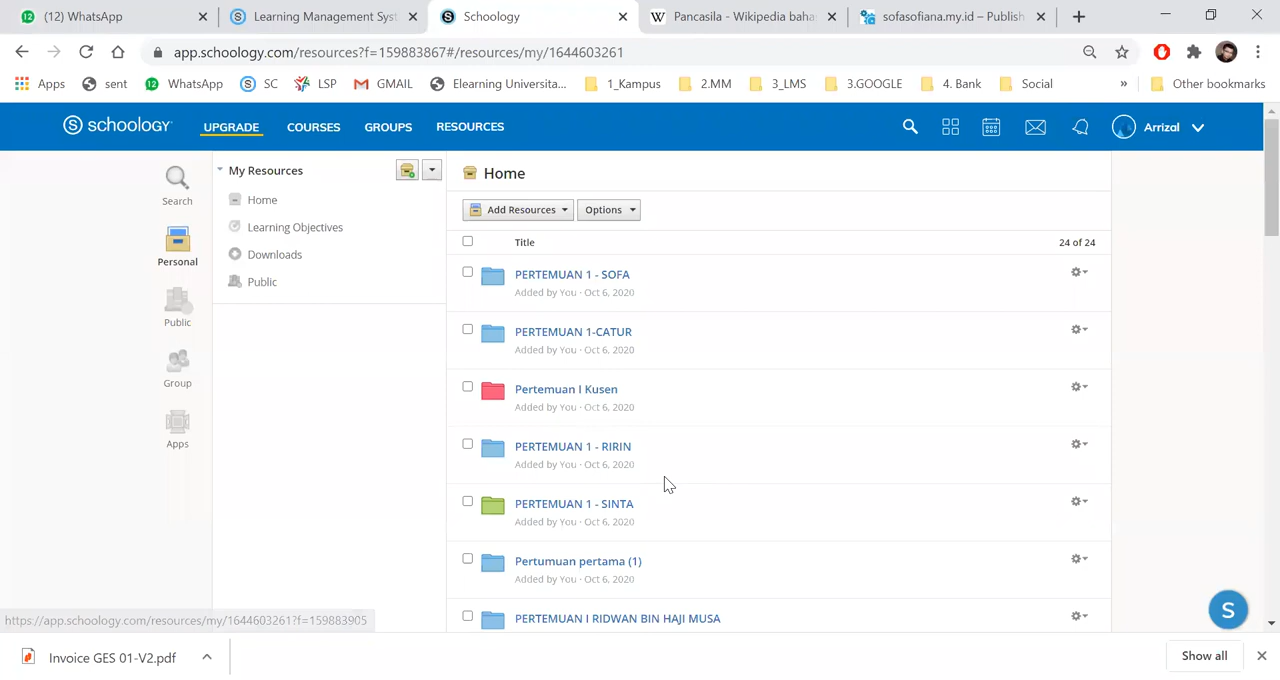 (12) WhatsApp
Learning Management Syst
Schoology
Pancasila - Wikipedia baha
sofasofiana.my.id – Publish
app.schoology.com/resources?f=159883867#/resources/my/1644603261
Apps
sent
WhatsApp
SC
LSP
GMAIL
Elearning Universita...
1_Kampus
2.MM
3_LMS
3.GOOGLE
4. Bank
Social
»
Other bookmarks
S schoology
UPGRADE
COURSES
GROUPS
RESOURCES
Arrizal
Search
Personal
Public
Group
Apps
My Resources
Home
Learning Objectives
Downloads
Public
Home
Add Resources
Options
Title
24 of 24
PERTEMUAN 1 - SOFA
Added by You · Oct 6, 2020
PERTEMUAN 1-CATUR
Added by You · Oct 6, 2020
Pertemuan I Kusen
Added by You · Oct 6, 2020
PERTEMUAN 1 - RIRIN
Added by You · Oct 6, 2020
PERTEMUAN 1 - SINTA
Added by You · Oct 6, 2020
Pertumuan pertama (1)
Added by You · Oct 6, 2020
PERTEMUAN I RIDWAN BIN HAJI MUSA
S
https://app.schoology.com/resources/my/1644603261?f=159883905
Invoice GES 01-V2.pdf
Show all